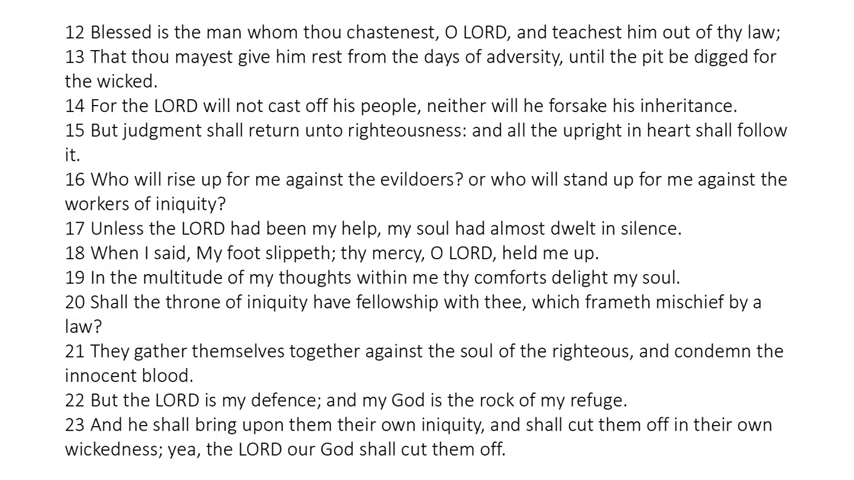 12 Blessed is the man whom thou chastenest, O LORD, and teachest him out of thy law;
13 That thou mayest give him rest from the days of adversity, until the pit be digged for
the wicked.
14 For the LORD will not cast off his people, neither will he forsake his inheritance.
15 But judgment shall return unto righteousness: and all the upright in heart shall follow
it.
16 Who will rise up for me against the evildoers? or who will stand up for me against the
workers of iniquity?
17 Unless the LORD had been my help, my soul had almost dwelt in silence.
18 When I said, My foot slippeth; thy mercy, O LORD, held me up.
19 In the multitude of my thoughts within me thy comforts delight my soul.
20 Shall the throne of iniquity have fellowship with thee, which frameth mischief by a
law?
21 They gather themselves together against the soul of the righteous, and condemn the
innocent blood.
22 But the LORD is my defence; and my God is the rock of my refuge.
23 And he shall bring upon them their own iniquity, and shall cut them off in their own
wickedness; yea, the LORD our God shall cut them off.